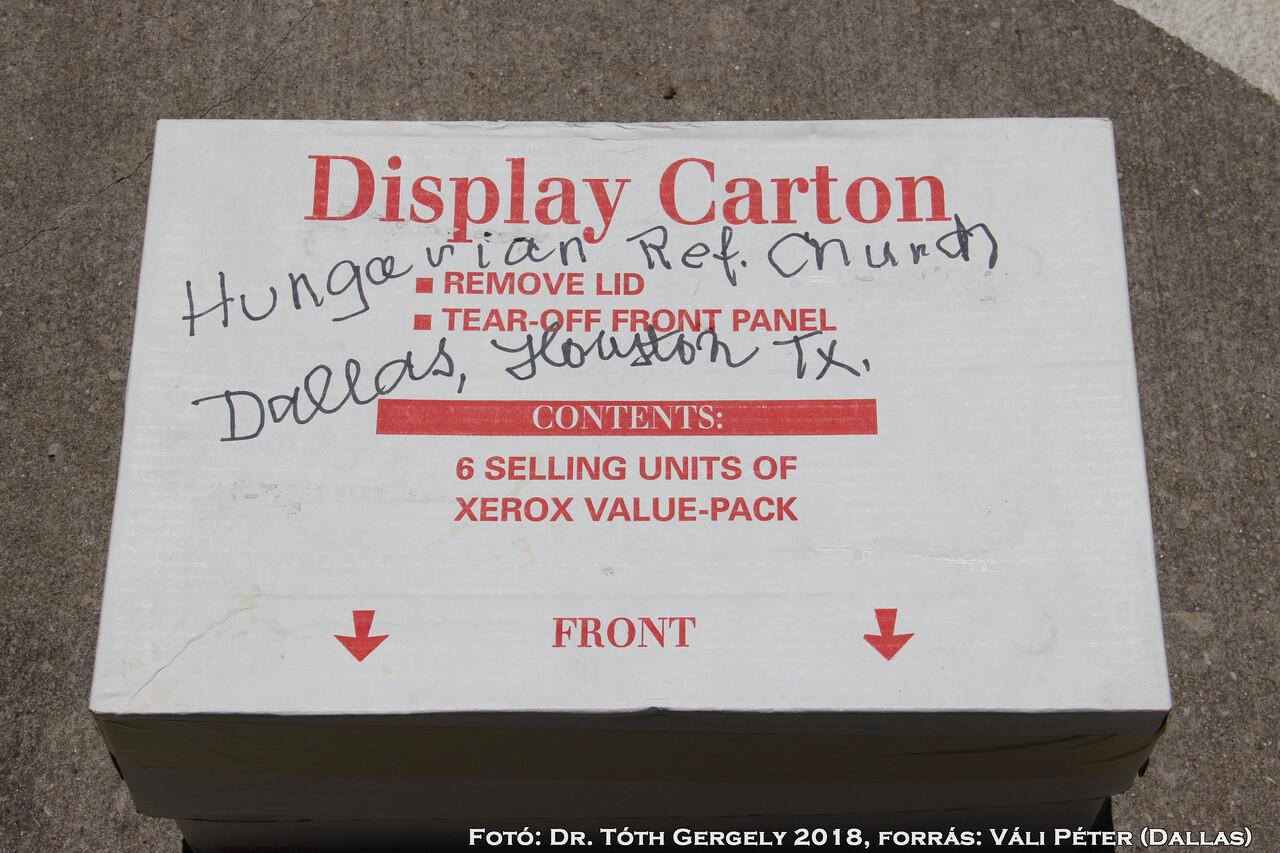 Display Carton
Hungarian Ref. Church
■ REMOVE LID
■ TEAR-OFF FRONT PANEL
Dallas, Houston Tx.
CONTENTS:
6 SELLING UNITS OF
XEROX VALUE-PACK
FRONT
Fotó: Dr. Tóth Gergely 2018, forrás: Váli Péter (Dallas)